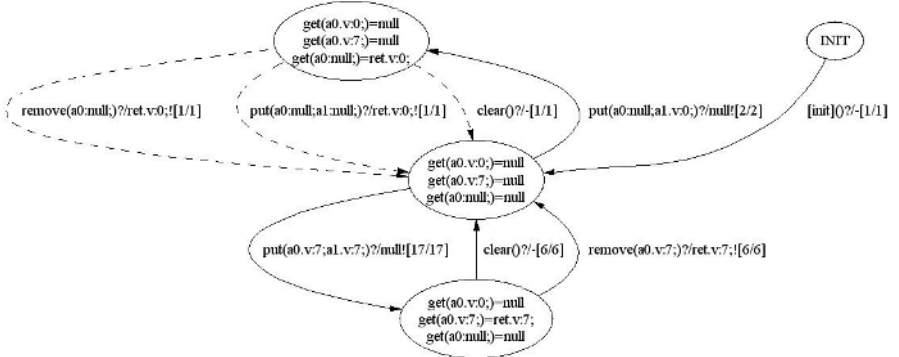 get(a0.v:0;)=null
get(a0.v:7;)=null
get(a0:null;)=ret.v:0;
INIT
remove(a0:null;)?/ret.v:0;![1/1]
put(a0:null;a1:null;)?/ret.v:0;![1/1]
clear()?/-[1/1]
put(a0:null;a1.v:0;)?/null![2/2]
[init]()?/-[1/1]
get(a0.v:0;)=null
get(a0.v:7;)=null
get(a0:null;)=null
put(a0.v:7;a1.v:7;)?/null![17/17]
clear()?/-[6/6]
remove(a0.v:7;)?/ret.v:7;![6/6]
get(a0.v:0;)=null
get(a0.v:7;)=ret.v:7;
get(a0:null;)=null